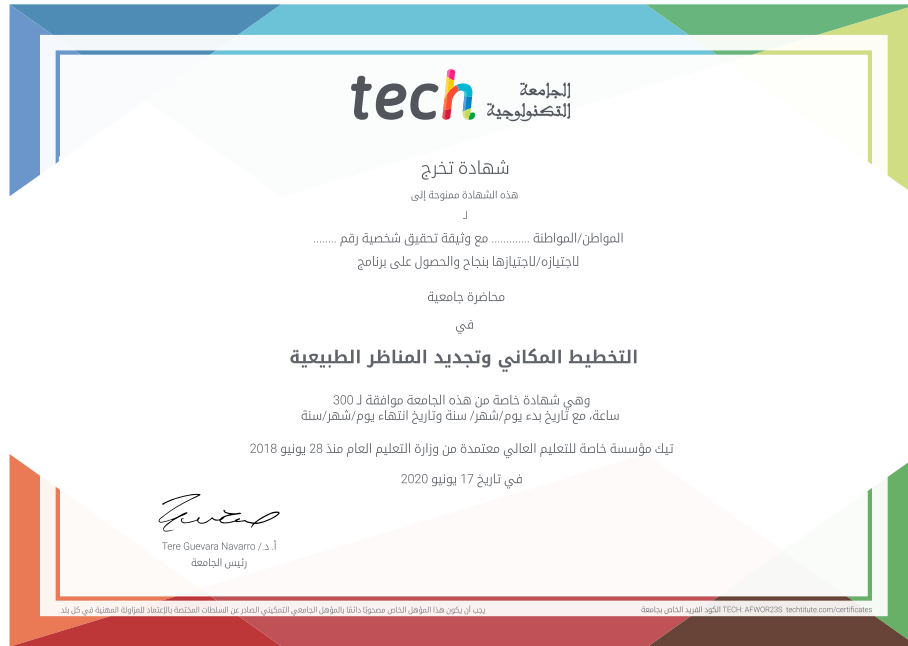 tech الجامعة
التكنولوجية
شهادة تخرج
هذه الشهادة ممنوحة إلى
لـ
المواطن/المواطنة ............. مع وثيقة تحقيق شخصية رقم ........
لاجتيازه/لاجتيازها بنجاح والحصول على برنامج
محاضرة جامعية
في
التخطيط المكاني وتجديد المناظر الطبيعية
وهي شهادة خاصة من هذه الجامعة موافقة لـ 300
ساعة، مع تاريخ بدء يوم/شهر/ سنة وتاريخ انتهاء يوم/شهر/سنة
تيك مؤسسة خاصة للتعليم العالي معتمدة من وزارة التعليم العام منذ 28 يونيو 2018
في تاريخ 17 يونيو 2020
أ. د./ Tere Guevara Navarro
رئيس الجامعة
يجب أن يكون هذا المؤهل الخاص مصحوبًا دائمًا بالمؤهل الجامعي التمكيني الصادر عن السلطات المختصة بالإعتماد للمزاولة المهنية في كل بلد.
الكود الفريد الخاص بجامعة TECH: AFWOR23S techtitute.com/certificates